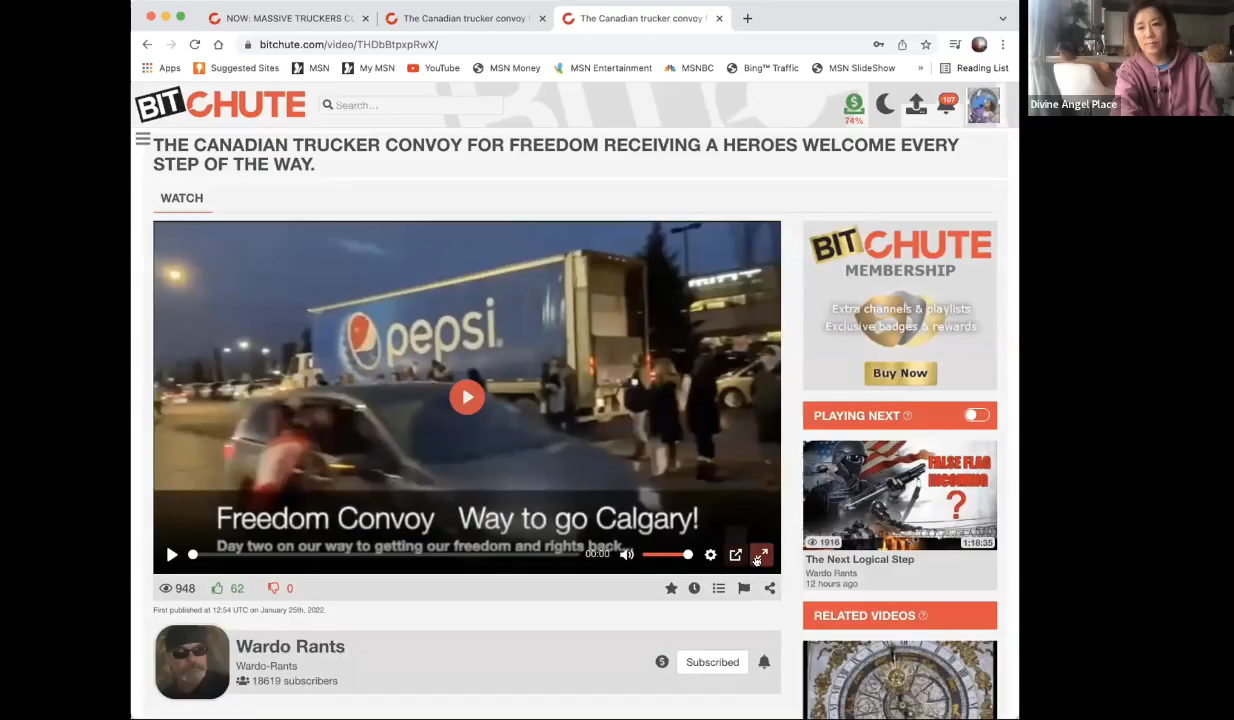 NOW: MASSIVE TRUCKERS CO
The Canadian trucker convoy f
The Canadian trucker convoy f
bitchute.com/video/THDbBtpxpRwX/
Apps
Suggested Sites
MSN
My MSN
YouTube
MSN Money
MSN Entertainment
MSNBC
Bing™ Traffic
MSN SlideShow
»
Reading List
Divine Angel Place
BITCHUTE
Search...
74%
107
THE CANADIAN TRUCKER CONVOY FOR FREEDOM RECEIVING A HEROES WELCOME EVERY
STEP OF THE WAY.
WATCH
pepsi
Freedom Convoy Way to go Calgary!
Day two on our way to getting our freedom and rights back...
00:00
948
62
0
First published at 12:54 UTC on January 25th, 2022.
Wardo Rants
Wardo-Rants
18619 subscribers
Subscribed
BITCHUTE
MEMBERSHIP
Extra channels & playlists
Exclusive badges & rewards
Buy Now
PLAYING NEXT
FALSE FLAG
INCOMING
?
1916
1:18:35
The Next Logical Step
Wardo Rants
12 hours ago
RELATED VIDEOS